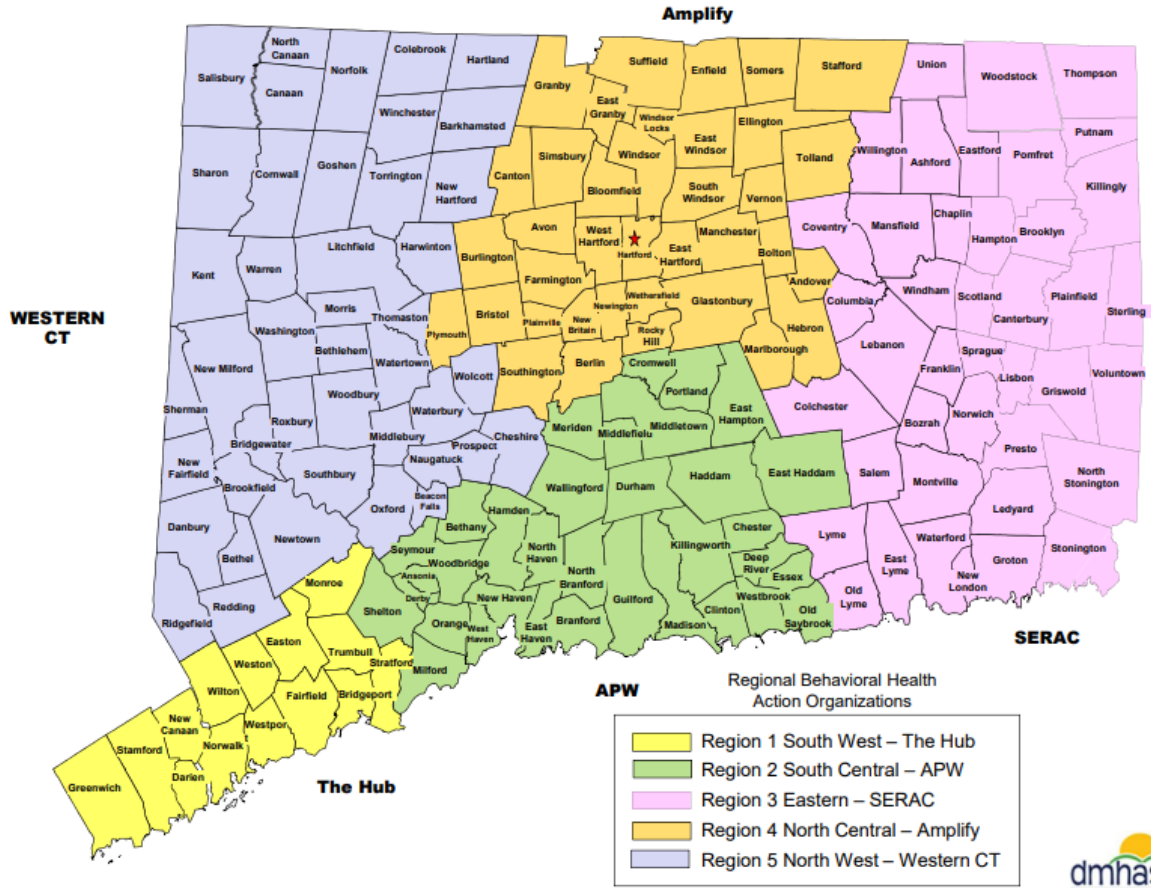 Amplify
North
Canaan
Colebrook
Hartland
Salisbury
Norfolk
Canaan
Suffield
Enfield
Somers
Stafford
Union
Woodstock
Thompson
Granby
East
Granby
Winchester
Barkhamsted
Windsor
Locks
Ellington
East
Windsor
Putnam
Sharon
Cornwall
Goshen
Torrington
New
Hartford
Canton
Simsbury
Windsor
Tolland
Willington
Ashford
Eastford
Pomfret
Killingly
Bloomfield
South
Windsor
Vernon
Litchfield
Harwinton
Avon
West
Hartford
Hartford
East
Hartford
Manchester
Bolton
Coventry
Mansfield
Chaplin
Hampton
Brooklyn
Kent
Warren
Burlington
Farmington
Andover
Windham
Scotland
Plainfield
Sterling
WESTERN
CT
Morris
Thomaston
Plymouth
Bristol
Plainville
New
Britain
Newington
Wethersfield
Glastonbury
Columbia
Canterbury
Washington
Bethlehem
Watertown
Rocky
Hill
Hebron
Marlborough
Lebanon
Franklin
Sprague
Lisbon
Griswold
Voluntown
New Milford
Wolcott
Southington
Berlin
Cromwell
Portland
Woodbury
Waterbury
East
Hampton
Colchester
Bozrah
Norwich
Sherman
Roxbury
Bridgewater
Middlebury
Naugatuck
Prospect
Cheshire
Meriden
Middlefield
Middletown
Presto
New
Fairfield
Brookfield
Southbury
Oxford
Beacon
Falls
Wallingford
Durham
Haddam
East Haddam
Salem
Montville
North
Stonington
Danbury
Bethel
Newtown
Bethany
Hamden
Ledyard
Seymour
Woodbridge
North
Haven
Killingworth
Chester
Deep
River
Essex
Lyme
East
Lyme
Waterford
New
London
Groton
Stonington
Monroe
Ansonia
Derby
Shelton
New Haven
North
Branford
Guilford
Westbrook
Old
Saybrook
Old
Lyme
Ridgefield
Redding
Orange
West
Haven
East
Haven
Branford
Madison
Clinton
Easton
Trumbull
Stratford
Milford
Weston
Wilton
Fairfield
Bridgeport
SERAC
APW
New
Canaan
Westpor
Norwalk
Stamford
Darien
Greenwich
The Hub
Regional Behavioral Health
Action Organizations
Region 1 South West – The Hub
Region 2 South Central – APW
Region 3 Eastern – SERAC
Region 4 North Central – Amplify
Region 5 North West – Western CT
dmhas